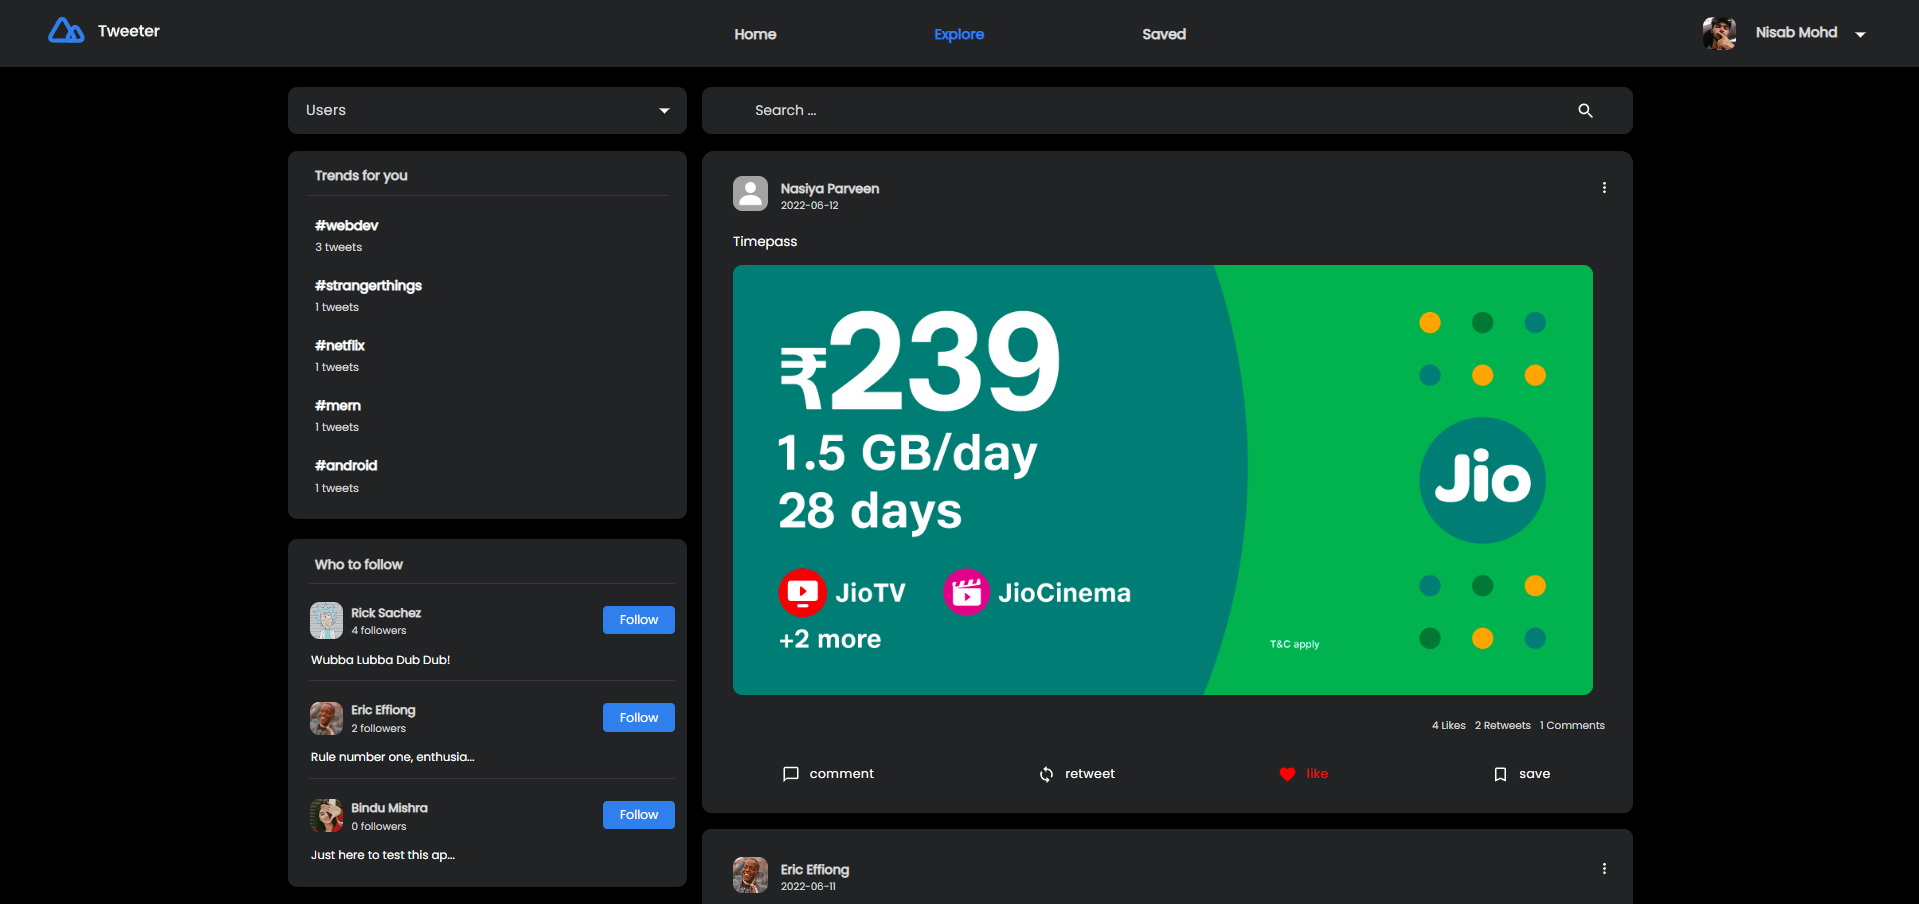 Tweeter
Home
Explore
Saved
Nisab Mohd
Users
Search ...
Trends for you
#webdev
3 tweets
#strangerthings
1 tweets
#netflix
1 tweets
#mern
1 tweets
#android
1 tweets
Who to follow
Rick Sachez
4 followers
Follow
Wubba Lubba Dub Dub!
Eric Effiong
2 followers
Follow
Rule number one, enthusia...
Bindu Mishra
0 followers
Follow
Just here to test this ap...
Nasiya Parveen
2022-06-12
Timepass
₹239
1.5 GB/day
28 days
JioTV
JioCinema
+2 more
T&C apply
Jio
4 Likes 2 Retweets 1 Comments
comment
retweet
like
save
Eric Effiong
2022-06-11